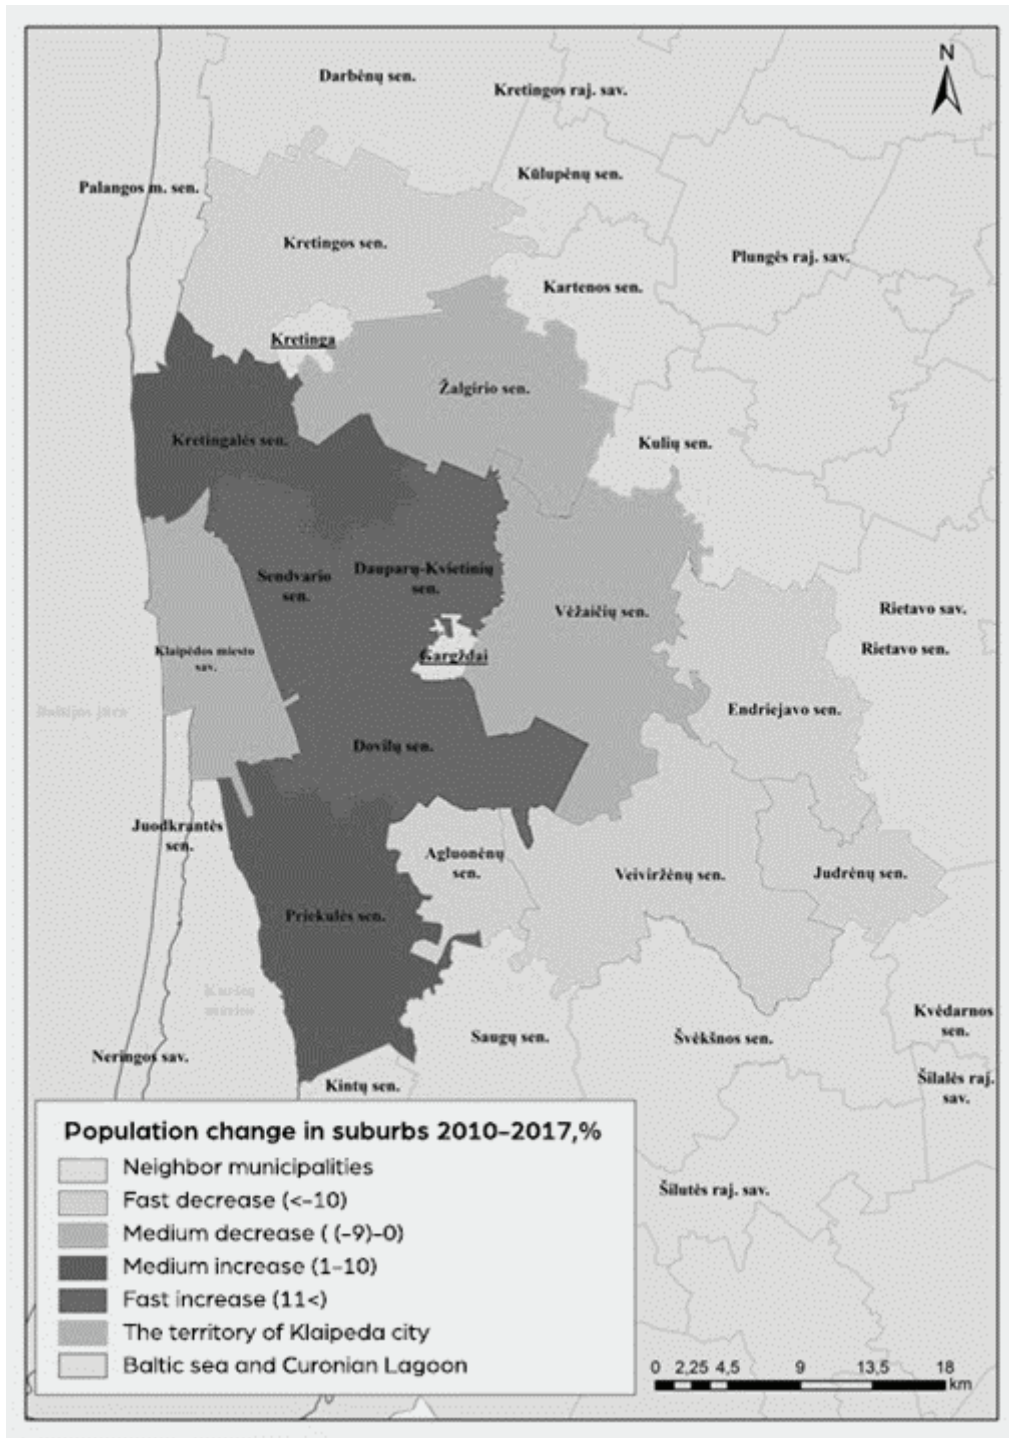 N
Darbėnų sen.
Kretingos raj. sav.
Kūlupėnų sen.
Palangos m. sen.
Kretingos sen.
Plungės raj. sav.
Kartenos sen.
Kretinga
Žalgirio sen.
Kretingalės sen.
Kulių sen.
Dauparų-Kvietinių
sen.
Sendvario
sen.
Vėžaičių sen.
Rietavo sav.
Rietavo sen.
Klaipėdos miesto
sav.
Gargždai
Baltijos jūra
Endriejavo sen.
Dovilų sen.
Juodkrantės
sen.
Agluonėnų
sen.
Veiviržėnų sen.
Judrėnų sen.
Priekulės sen.
Kuršių
marios
Kvėdarnos
sen.
Saugų sen.
Švėkšnos sen.
Neringos sav.
Kintų sen.
Šilalės raj.
sav.
Šilutės raj. sav.
Population change in suburbs 2010-2017,%
Neighbor municipalities
Fast decrease (<-10)
Medium decrease ( (-9)-0)
Medium increase (1-10)
Fast increase (11<)
The territory of Klaipeda city
Baltic sea and Curonian Lagoon
0 2,25 4,5 9 13,5 18
km